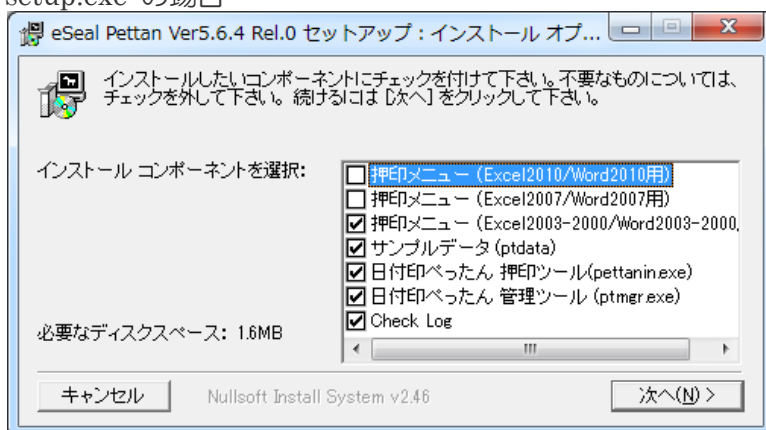 setup.exe の場合
eSeal Pettan Ver5.6.4 Rel.0 セットアップ：インストール オプ...
インストールしたいコンポーネントにチェックを付けて下さい。不要なものについては、
チェックを外して下さい。続けるには [次へ] をクリックして下さい。
インストール コンポーネントを選択:
押印メニュー (Excel2010/Word2010用)
押印メニュー (Excel2007/Word2007用)
押印メニュー (Excel2003-2000/Word2003-2000,
サンプルデータ (ptdata)
日付印ぺったん 押印ツール(pettanin.exe)
日付印ぺったん 管理ツール (ptmgr.exe)
Check Log
必要なディスクスペース: 1.6MB
キャンセル
Nullsoft Install System v2.46
次へ(N) >